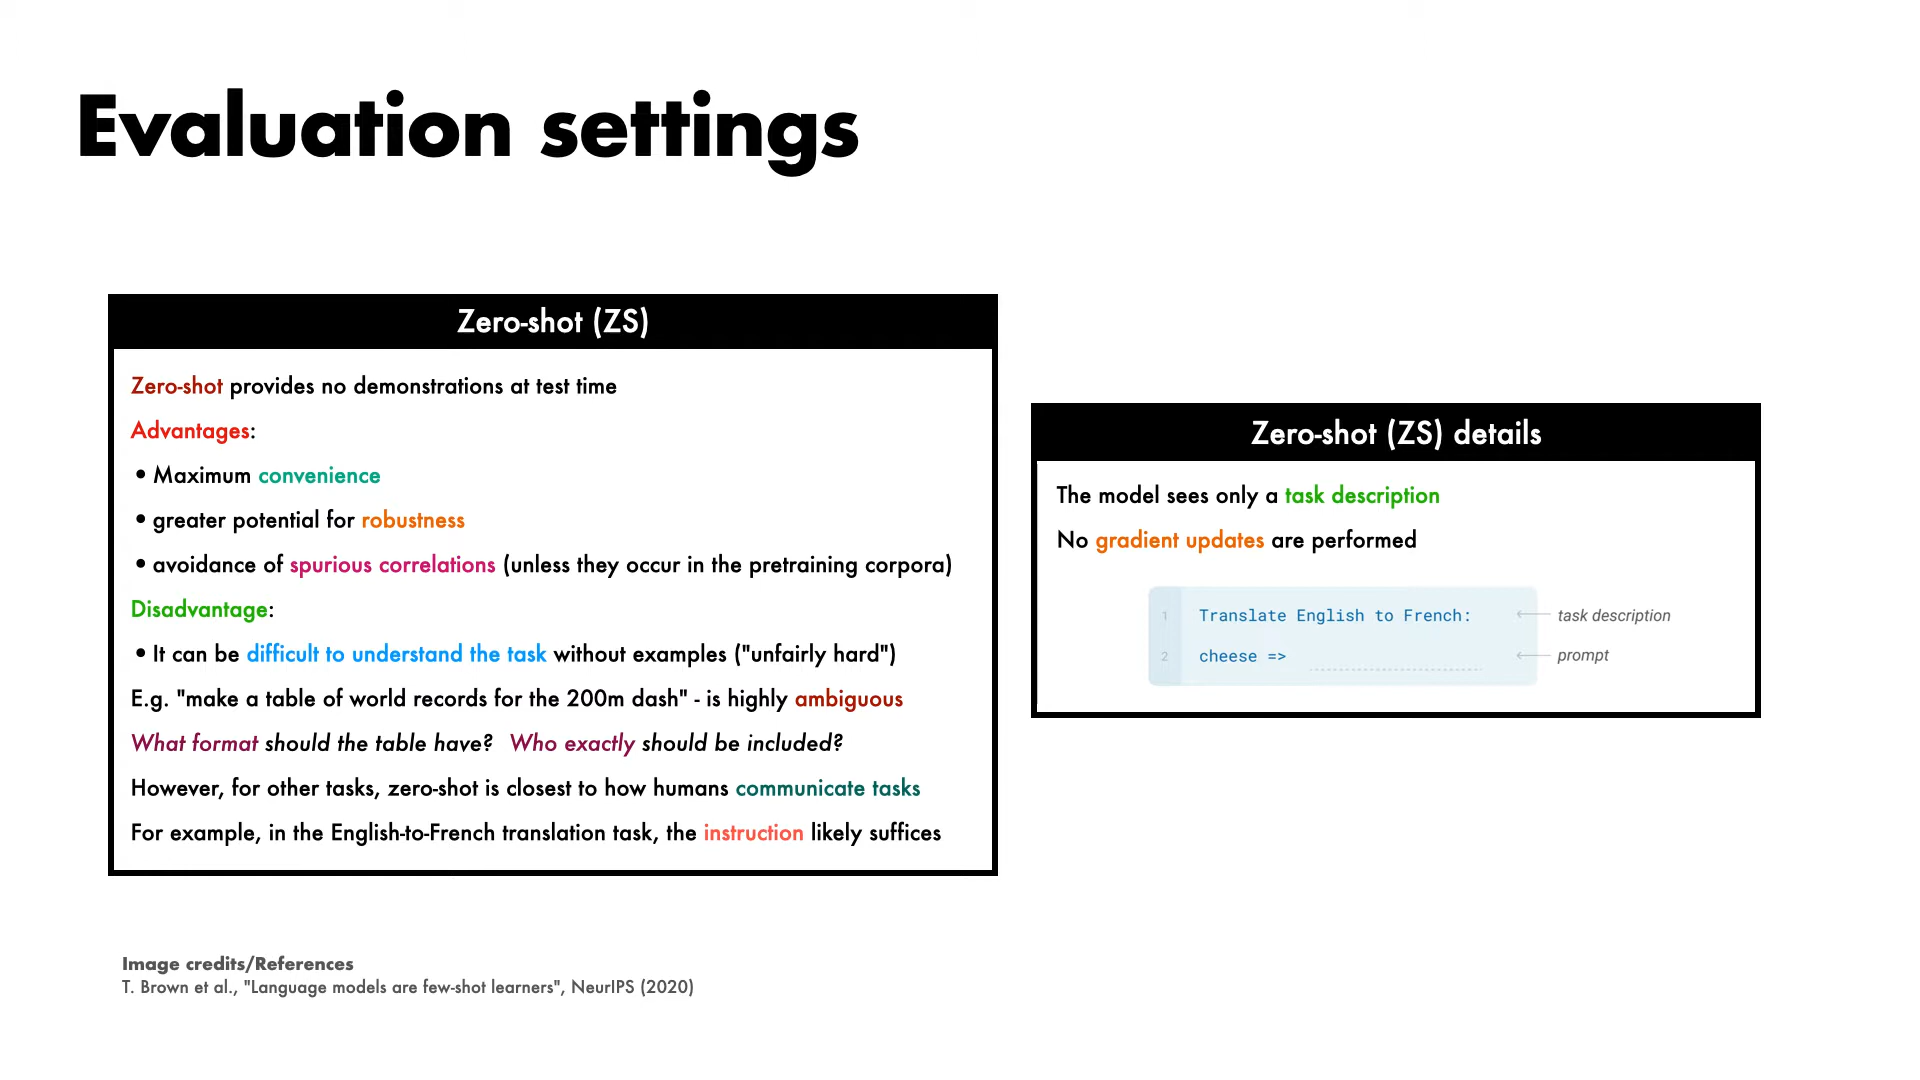 Evaluation settings
Zero-shot (ZS)
Zero-shot provides no demonstrations at test time
Advantages:
• Maximum convenience
• greater potential for robustness
• avoidance of spurious correlations (unless they occur in the pretraining corpora)
Disadvantage:
• It can be difficult to understand the task without examples ("unfairly hard")
E.g. "make a table of world records for the 200m dash" - is highly ambiguous
What format should the table have? Who exactly should be included?
However, for other tasks, zero-shot is closest to how humans communicate tasks
For example, in the English-to-French translation task, the instruction likely suffices
Zero-shot (ZS) details
The model sees only a task description
No gradient updates are performed
1 Translate English to French: task description
2 cheese => prompt
Image credits/References
T. Brown et al., "Language models are few-shot learners", NeurIPS (2020)